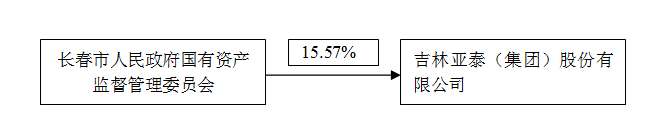 长春市人民政府国有资产
监督管理委员会
15.57%
吉林亚泰（集团）股份有
限公司